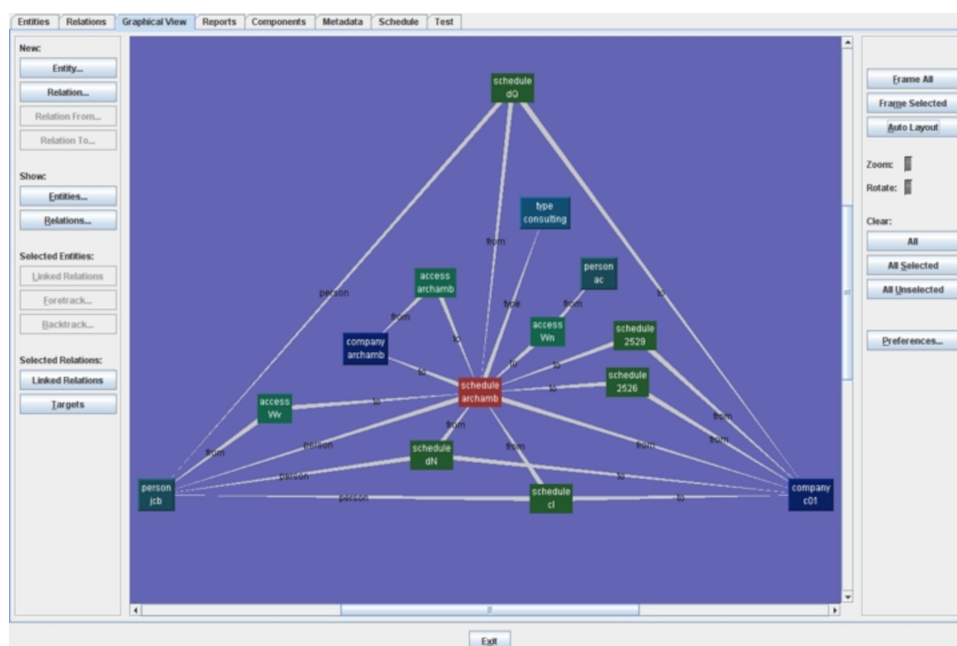 Entities Relations Graphical View Reports Components Metadata Schedule Test
New:
Entity...
Relation...
Relation From...
Relation To...
Show:
Entities...
Relations...
Selected Entities:
Linked Relations
Foretrack...
Backtrack...
Selected Relations:
Linked Relations
Targets
schedule
dQ
type
consulting
from
person
ac
access
archamb
person
to
type
from
from
access
Wn
schedule
2529
company
archamb
to
to
to
to
schedule
2526
to
schedule
archamb
access
Wv
to
from
from
person
from
from
from
from
schedule
dN
person
to
person
jcb
schedule
cl
person
to
company
c01
Frame All
Frame Selected
Auto Layout
Zoom:
Rotate:
Clear:
All
All Selected
All Unselected
Preferences...
Exit